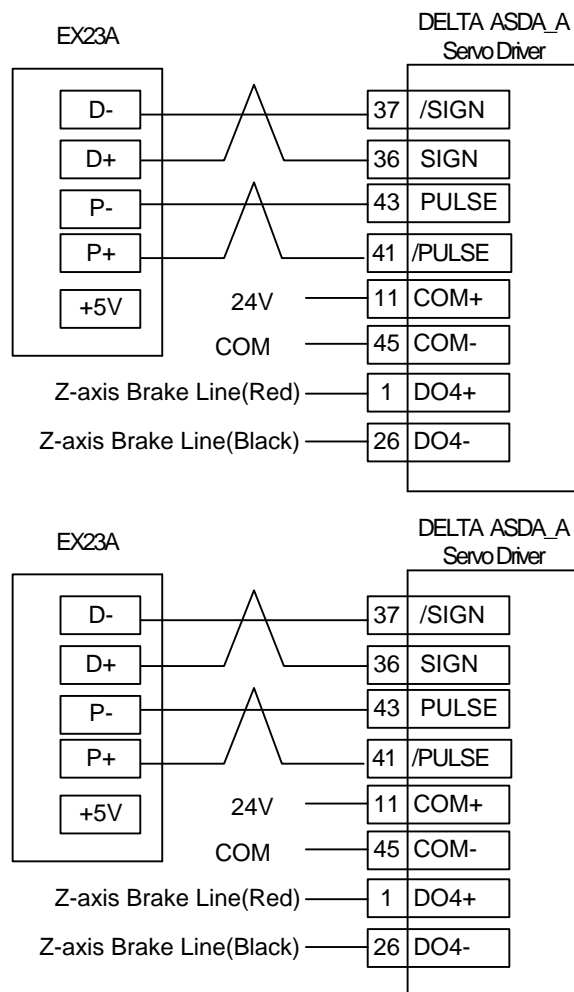 EX23A
DELTA ASDA_A
Servo Driver
D- 37 /SIGN
D+ 36 SIGN
P- 43 PULSE
P+ 41 /PULSE
+5V 24V 11 COM+
COM 45 COM-
Z-axis Brake Line(Red) 1 DO4+
Z-axis Brake Line(Black) 26 DO4-
EX23A
DELTA ASDA_A
Servo Driver
D- 37 /SIGN
D+ 36 SIGN
P- 43 PULSE
P+ 41 /PULSE
+5V 24V 11 COM+
COM 45 COM-
Z-axis Brake Line(Red) 1 DO4+
Z-axis Brake Line(Black) 26 DO4-